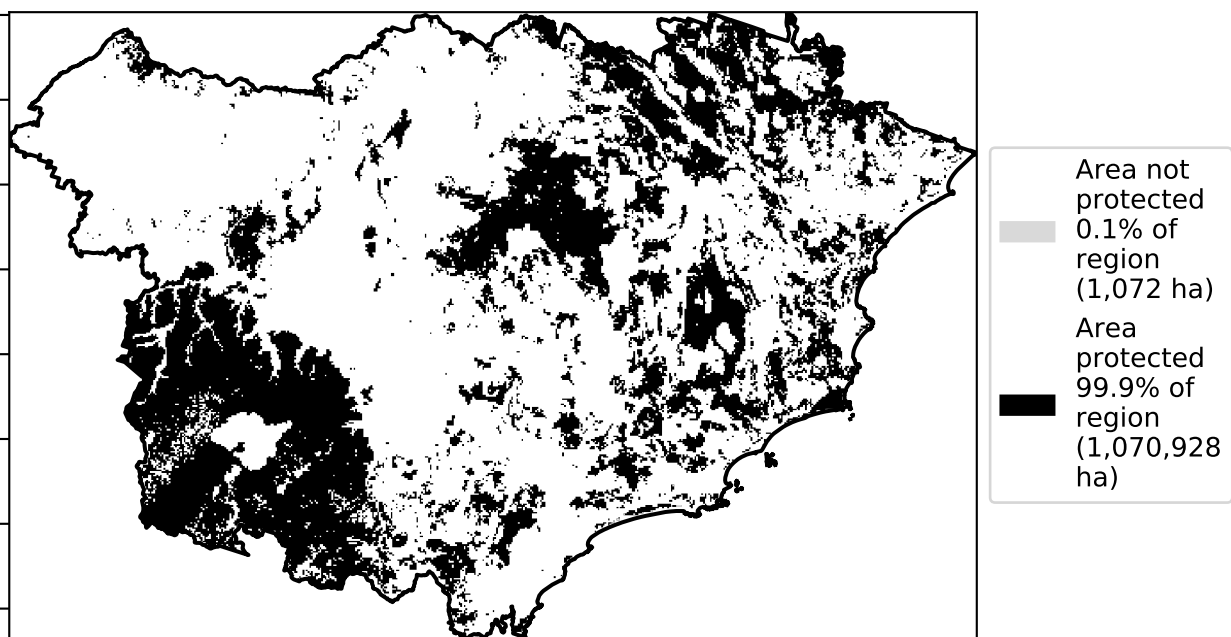 Area not
protected
0.1% of
region
(1,072 ha)
Area
protected
99.9% of
region
(1,070,928
ha)